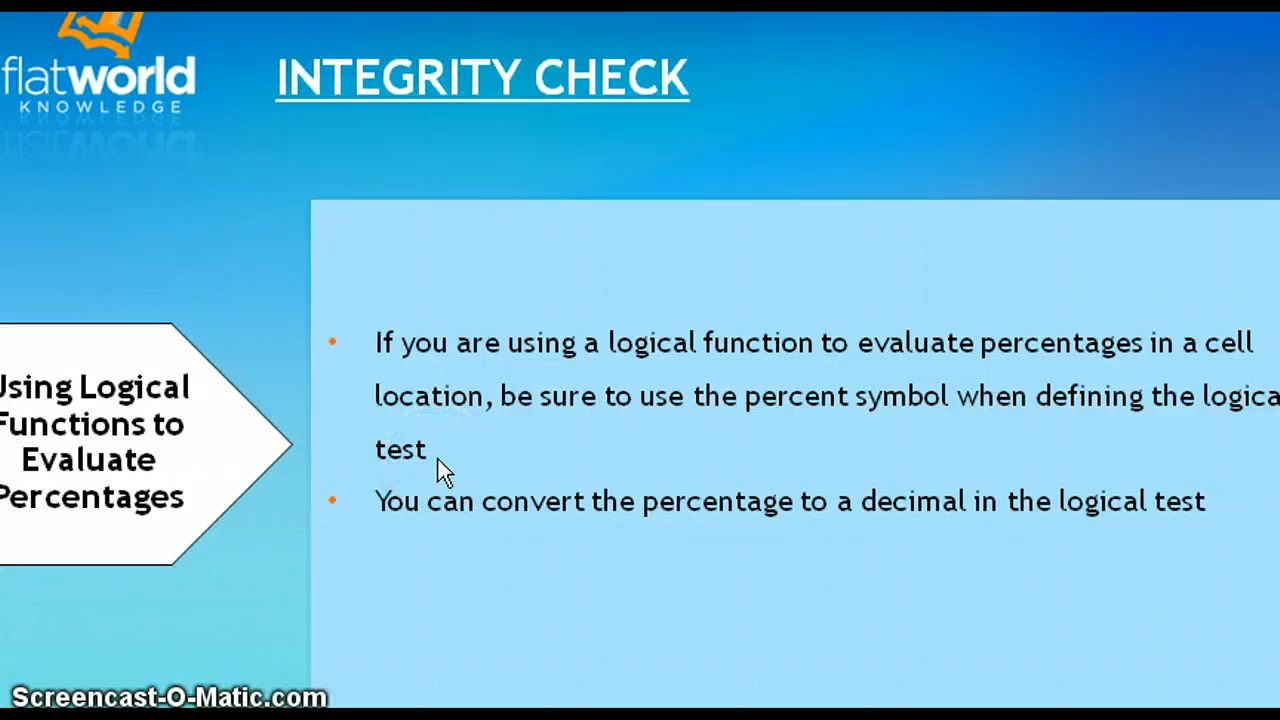 flatworld
KNOWLEDGE
INTEGRITY CHECK
Using Logical
Functions to
Evaluate
Percentages
• If you are using a logical function to evaluate percentages in a cell
location, be sure to use the percent symbol when defining the logica
test
• You can convert the percentage to a decimal in the logical test
Screencast-O-Matic.com